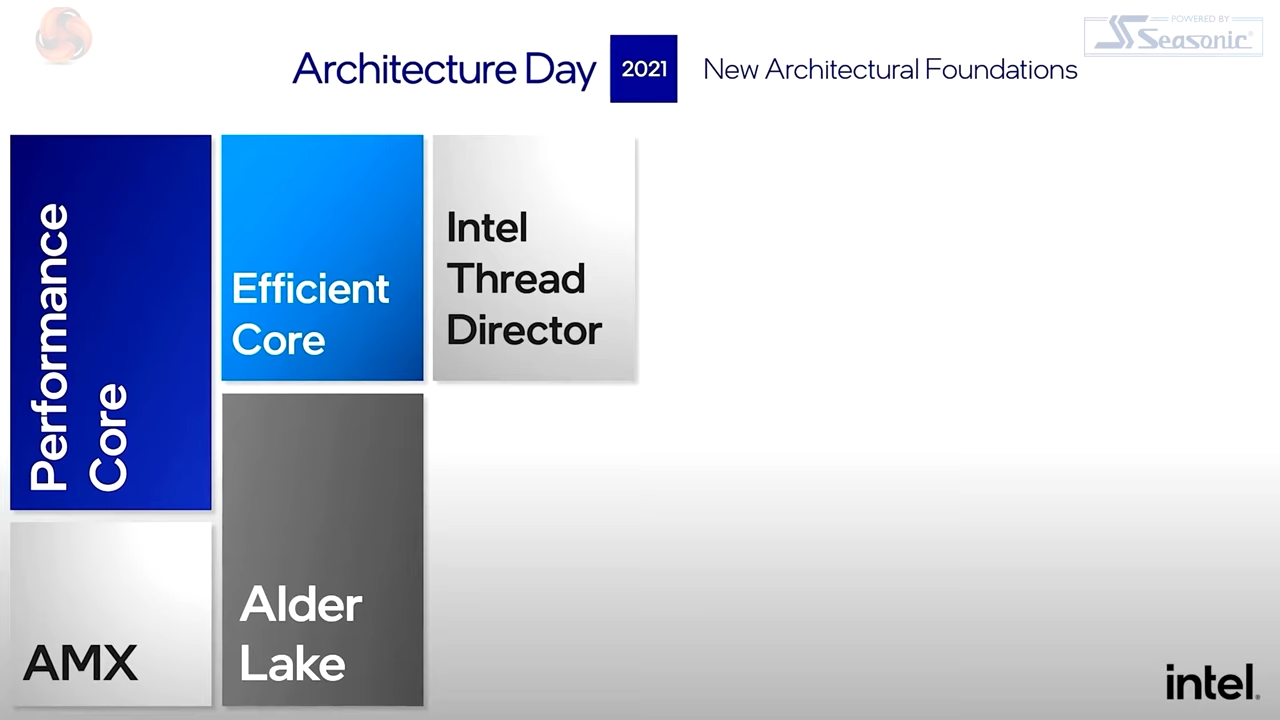 POWERED BY
Seasonic®
Architecture Day
2021
New Architectural Foundations
Performance
Core
Efficient
Core
Intel
Thread
Director
AMX
Alder
Lake
intel.